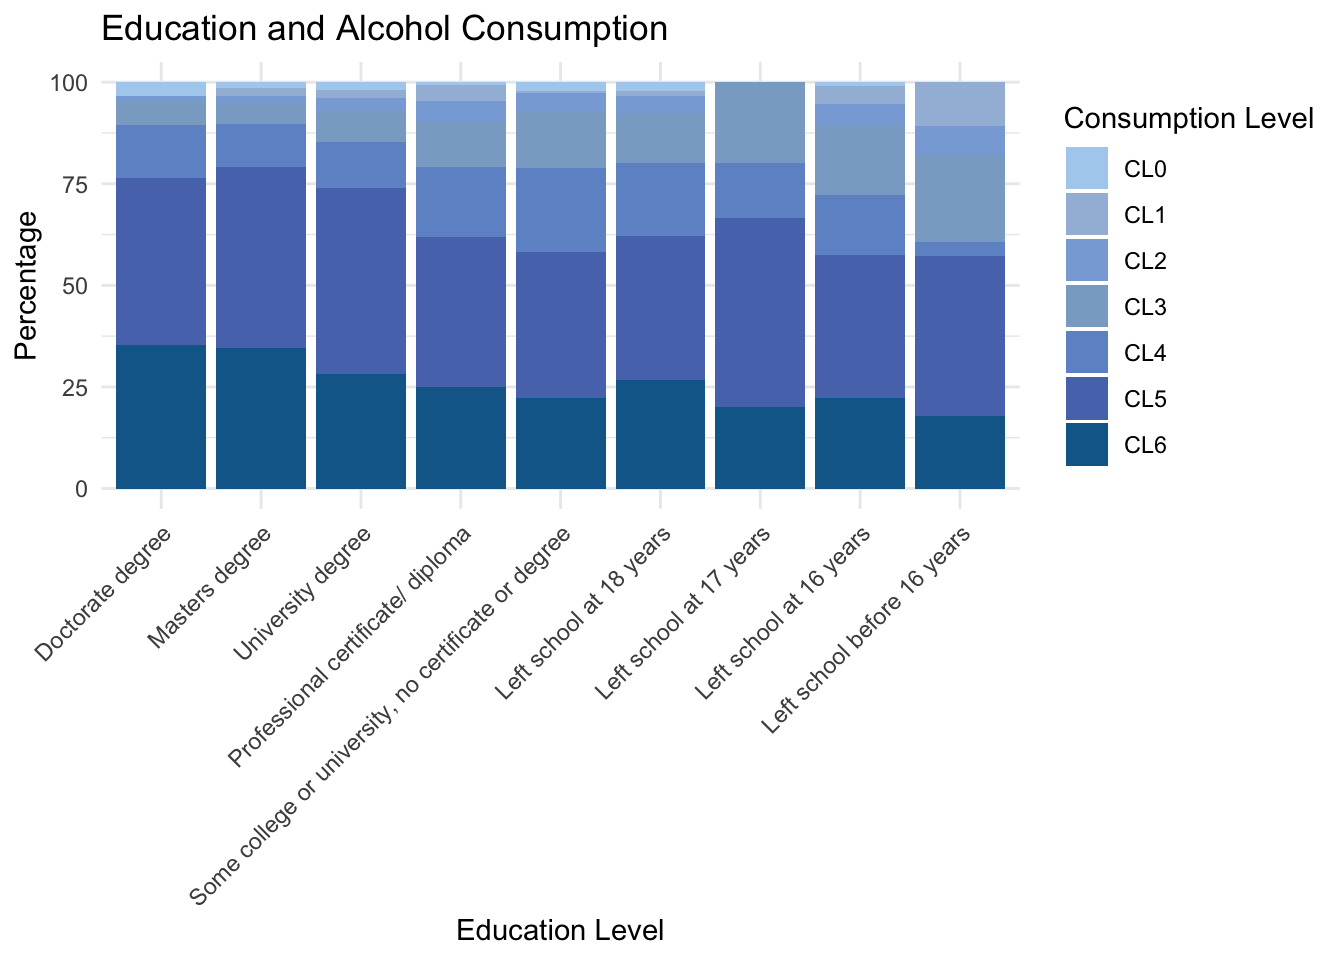 Education and Alcohol Consumption
Percentage
100
75
50
25
0
Doctorate degree
Masters degree
University degree
Professional certificate/ diploma
Some college or university, no certificate or degree
Left school at 18 years
Left school at 17 years
Left school at 16 years
Left school before 16 years
Education Level
Consumption Level
CL0
CL1
CL2
CL3
CL4
CL5
CL6